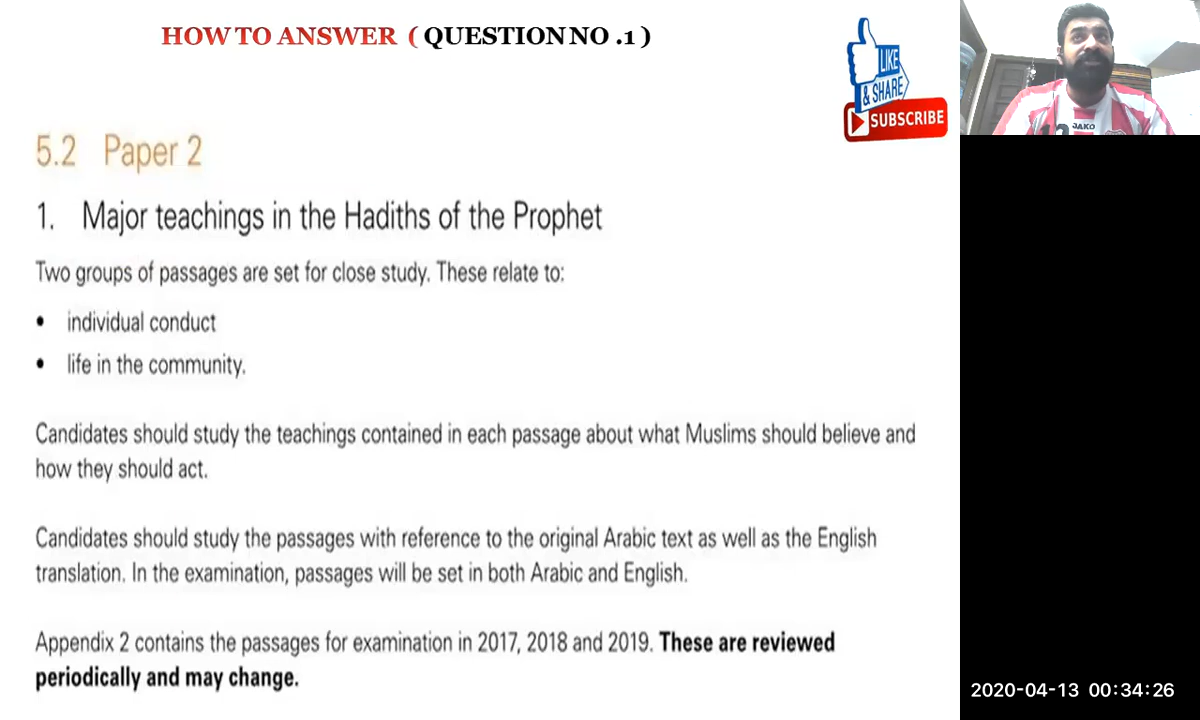 HOW TO ANSWER ( QUESTION NO .1 )
LIKE
& SHARE
SUBSCRIBE
JAKO
5.2 Paper 2
1. Major teachings in the Hadiths of the Prophet
Two groups of passages are set for close study. These relate to:
• individual conduct
• life in the community.
Candidates should study the teachings contained in each passage about what Muslims should believe and
how they should act.
Candidates should study the passages with reference to the original Arabic text as well as the English
translation. In the examination, passages will be set in both Arabic and English.
Appendix 2 contains the passages for examination in 2017, 2018 and 2019. These are reviewed
periodically and may change.
2020-04-13 00:34:26